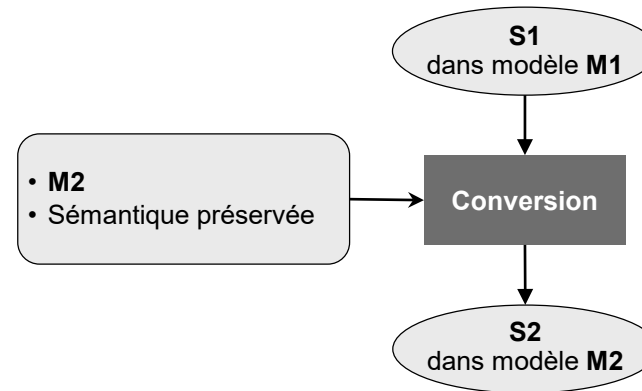 S1
dans modèle M1
• M2
• Sémantique préservée
Conversion
S2
dans modèle M2